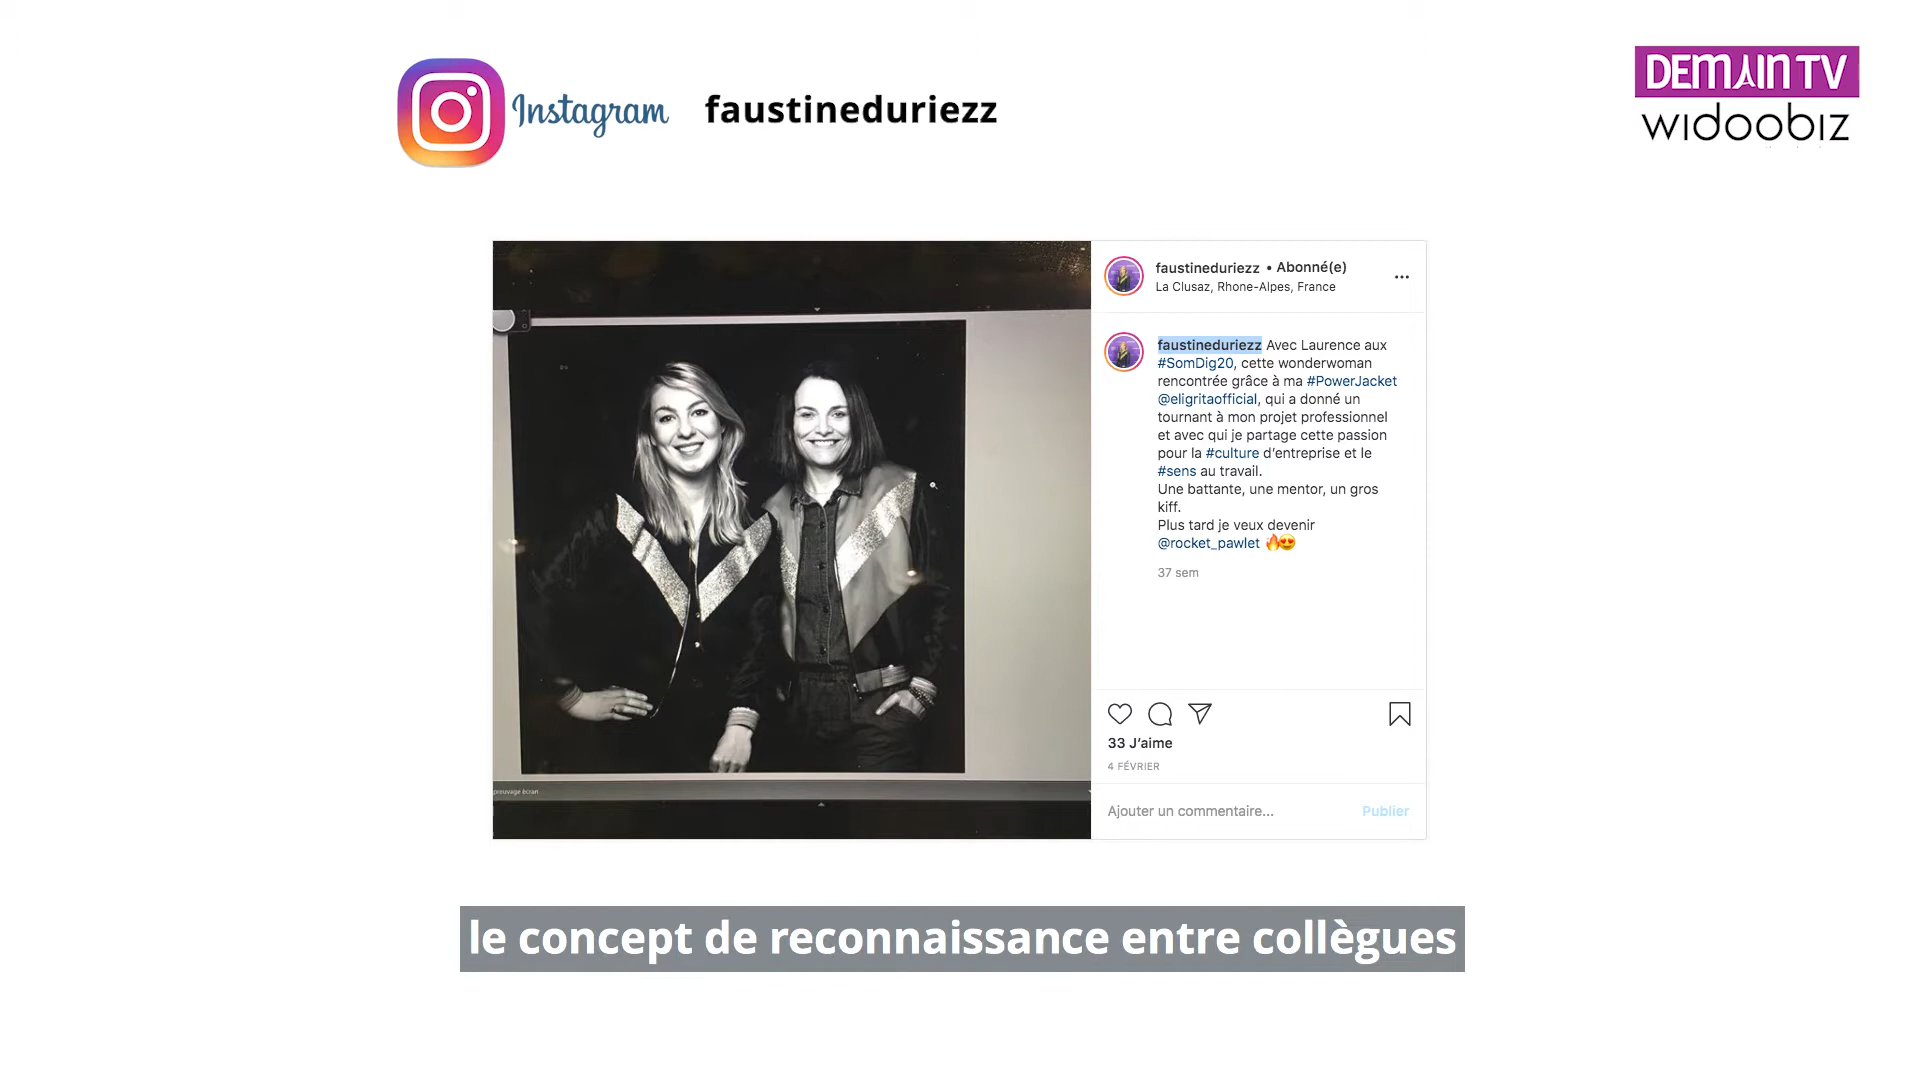 Instagram
faustineduriezz
DEMAIN TV
widoobiz
faustineduriezz • Abonné(e)
La Clusaz, Rhone-Alpes, France
faustineduriezz Avec Laurence aux
#SomDig20, cette wonderwoman
rencontrée grâce à ma #PowerJacket
@eligritaofficial, qui a donné un
tournant à mon projet professionnel
et avec qui je partage cette passion
pour la #culture d’entreprise et le
#sens au travail.
Une battante, une mentor, un gros
kiff.
Plus tard je veux devenir
@rocket_pawlet 🔥😍
37 sem
33 J’aime
4 FÉVRIER
Ajouter un commentaire...
Publier
le concept de reconnaissance entre collègues